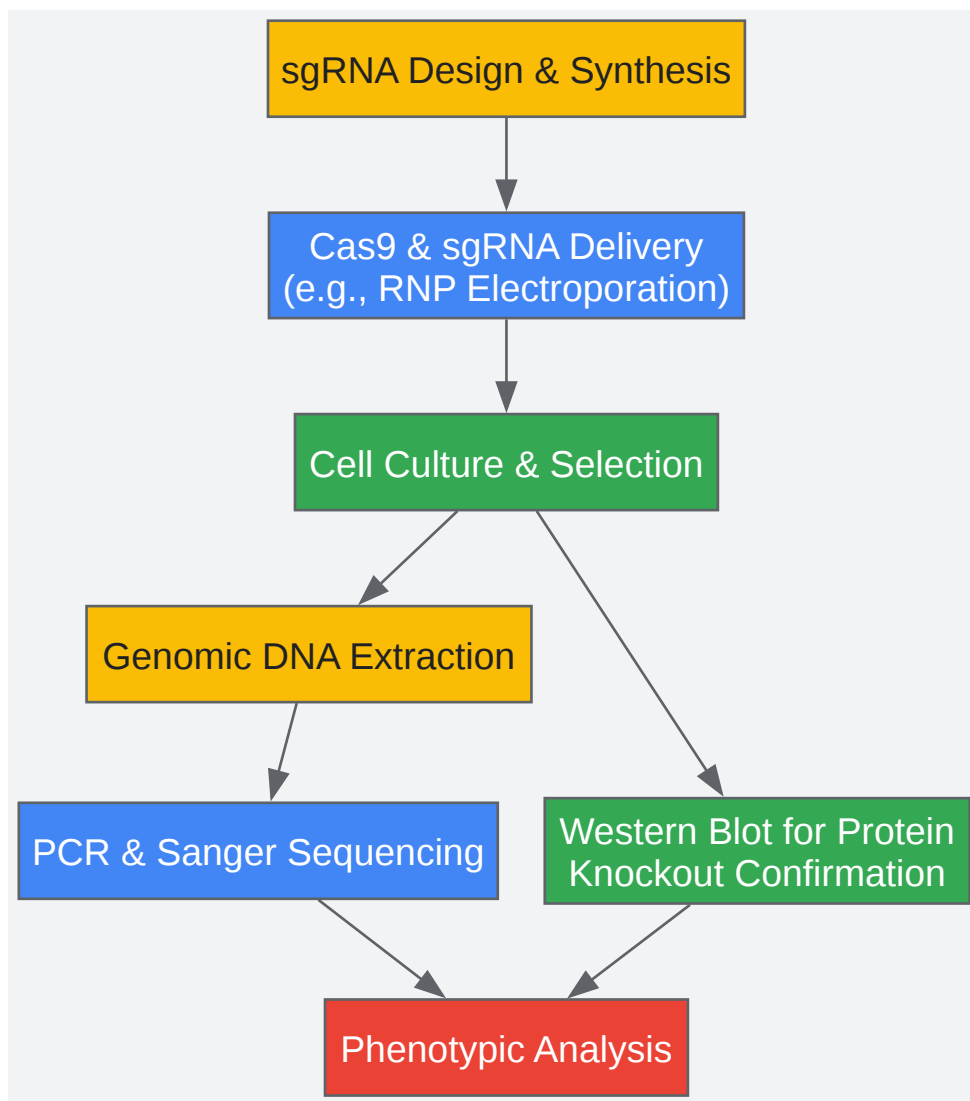 sgRNA Design & Synthesis
Cas9 & sgRNA Delivery
(e.g., RNP Electroporation)
Cell Culture & Selection
Genomic DNA Extraction
PCR & Sanger Sequencing
Western Blot for Protein
Knockout Confirmation
Phenotypic Analysis